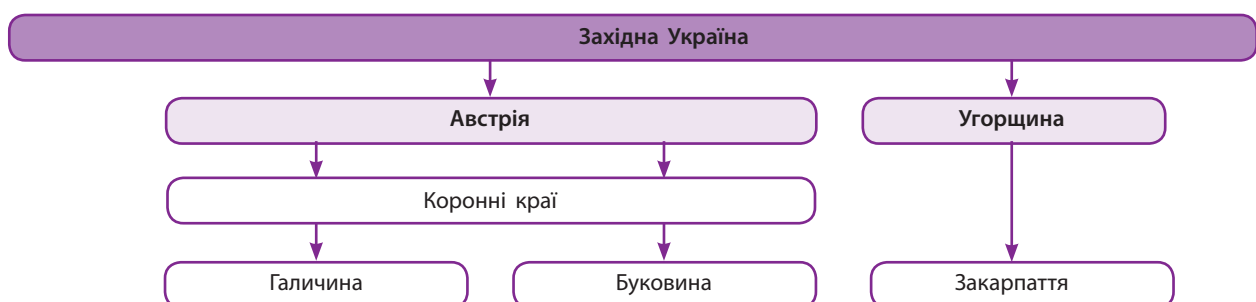 Західна Україна
Австрія
Угорщина
Коронні краї
Галичина
Буковина
Закарпаття